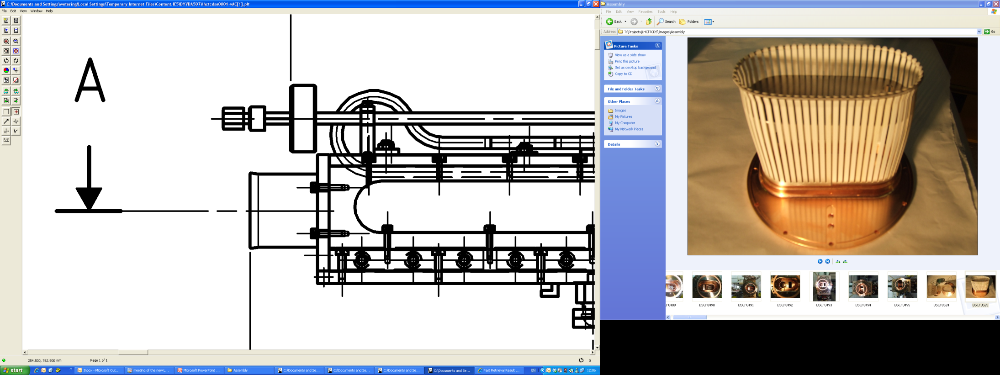 C:\Documents and Settings\wetering\Local Settings\Temporary Internet Files\Content.IE5\DYVDA507\lhctcdsa0001-vAC[1].plt
File Edit View Window Help
A
254.500, 762.900 mm
Page 1 of 1
0
Assembly
File Edit View Favorites Tools Help
Back Search Folders
Address T:\Projects\LHC\TCDS\Images\Assembly Go
Picture Tasks
View as a slide show
Print this picture
Set as desktop background
Copy to CD
File and Folder Tasks
Other Places
Images
My Pictures
My Computer
My Network Places
Details
CF0489 DSCF0490 DSCF0491 DSCF0492 DSCF0493 DSCF0494 DSCF0495 DSCF0524 DSCF0525
start
Inbox - Microsoft Out...
meeting of the new L...
Microsoft PowerPoint ...
Assembly
C:\Documents and Se...
C:\Documents and Se...
C:\Documents and Se...
C:\Documents and Se...
Fast Retrieval Result ...
EN
12:06